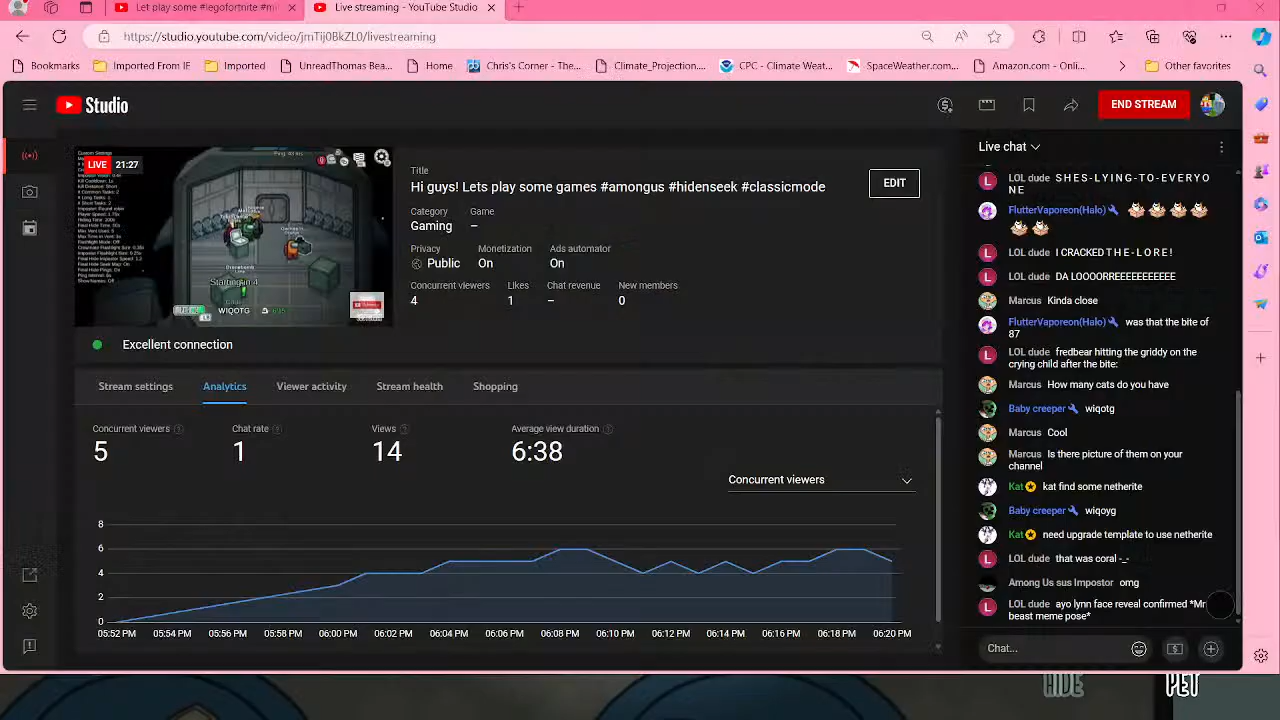 Let play some #legofortnite #mi
Live streaming - YouTube Studio
https://studio.youtube.com/video/jmTij0BkZL0/livestreaming
Bookmarks
Imported From IE
Imported
UnreadThomas Bea...
Home
Chris's Corner - The...
Climate_Projection....
CPC - Climate Weat...
SpaceWeather.com...
Amazon.com - Onli...
Other favorites
Studio
END STREAM
LIVE 21:27
WIQOTG
Title
Hi guys! Lets play some games #amongus #hidenseek #classicmode
EDIT
Category Game
Gaming –
Privacy Monetization Ads automator
Public On On
Concurrent viewers Likes Chat revenue New members
4 1 – 0
Excellent connection
Stream settings Analytics Viewer activity Stream health Shopping
Concurrent viewers Chat rate Views Average view duration
5 1 14 6:38
Concurrent viewers
8
6
4
2
0
05:52 PM 05:54 PM 05:56 PM 05:58 PM 06:00 PM 06:02 PM 06:04 PM 06:06 PM 06:08 PM 06:10 PM 06:12 PM 06:14 PM 06:16 PM 06:18 PM 06:20 PM
Live chat
LOL dude S H E S - L Y I N G - T O - E V E R Y O
N E
FlutterVaporeon(Halo)
LOL dude I C R A C K E D T H E - L O R E !
LOL dude DA LOOOORREEEEEEEEEE
Marcus Kinda close
FlutterVaporeon(Halo) was that the bite of
87
LOL dude fredbear hitting the griddy on the
crying child after the bite:
Marcus How many cats do you have
Baby creeper wiqotg
Marcus Cool
Marcus Is there picture of them on your
channel
Kat kat find some netherite
Baby creeper wiqoyg
Kat need upgrade template to use netherite
LOL dude that was coral -_-
Among Us sus Impostor omg
LOL dude ayo lynn face reveal confirmed *Mr
beast meme pose*
Chat...
HIDE
PET